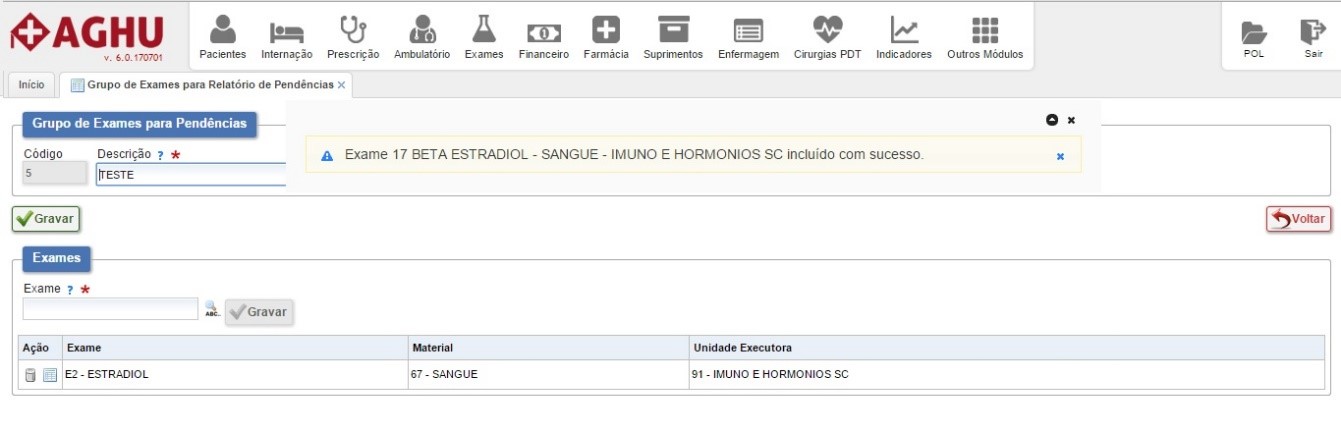 AGHU
v. 6.0.170701
Pacientes Internação Prescrição Ambulatório Exames Financeiro Farmácia Suprimentos Enfermagem Cirurgias PDT Indicadores Outros Módulos POL Sair
Início Grupo de Exames para Relatório de Pendências ×
Grupo de Exames para Pendências
Código Descrição ? *
5 TESTE
Exame 17 BETA ESTRADIOL - SANGUE - IMUNO E HORMONIOS SC incluído com sucesso.
Gravar Voltar
Exames
Exame ? *
ABC.. Gravar
Ação Exame Material Unidade Executora
E2 - ESTRADIOL 67 - SANGUE 91 - IMUNO E HORMONIOS SC